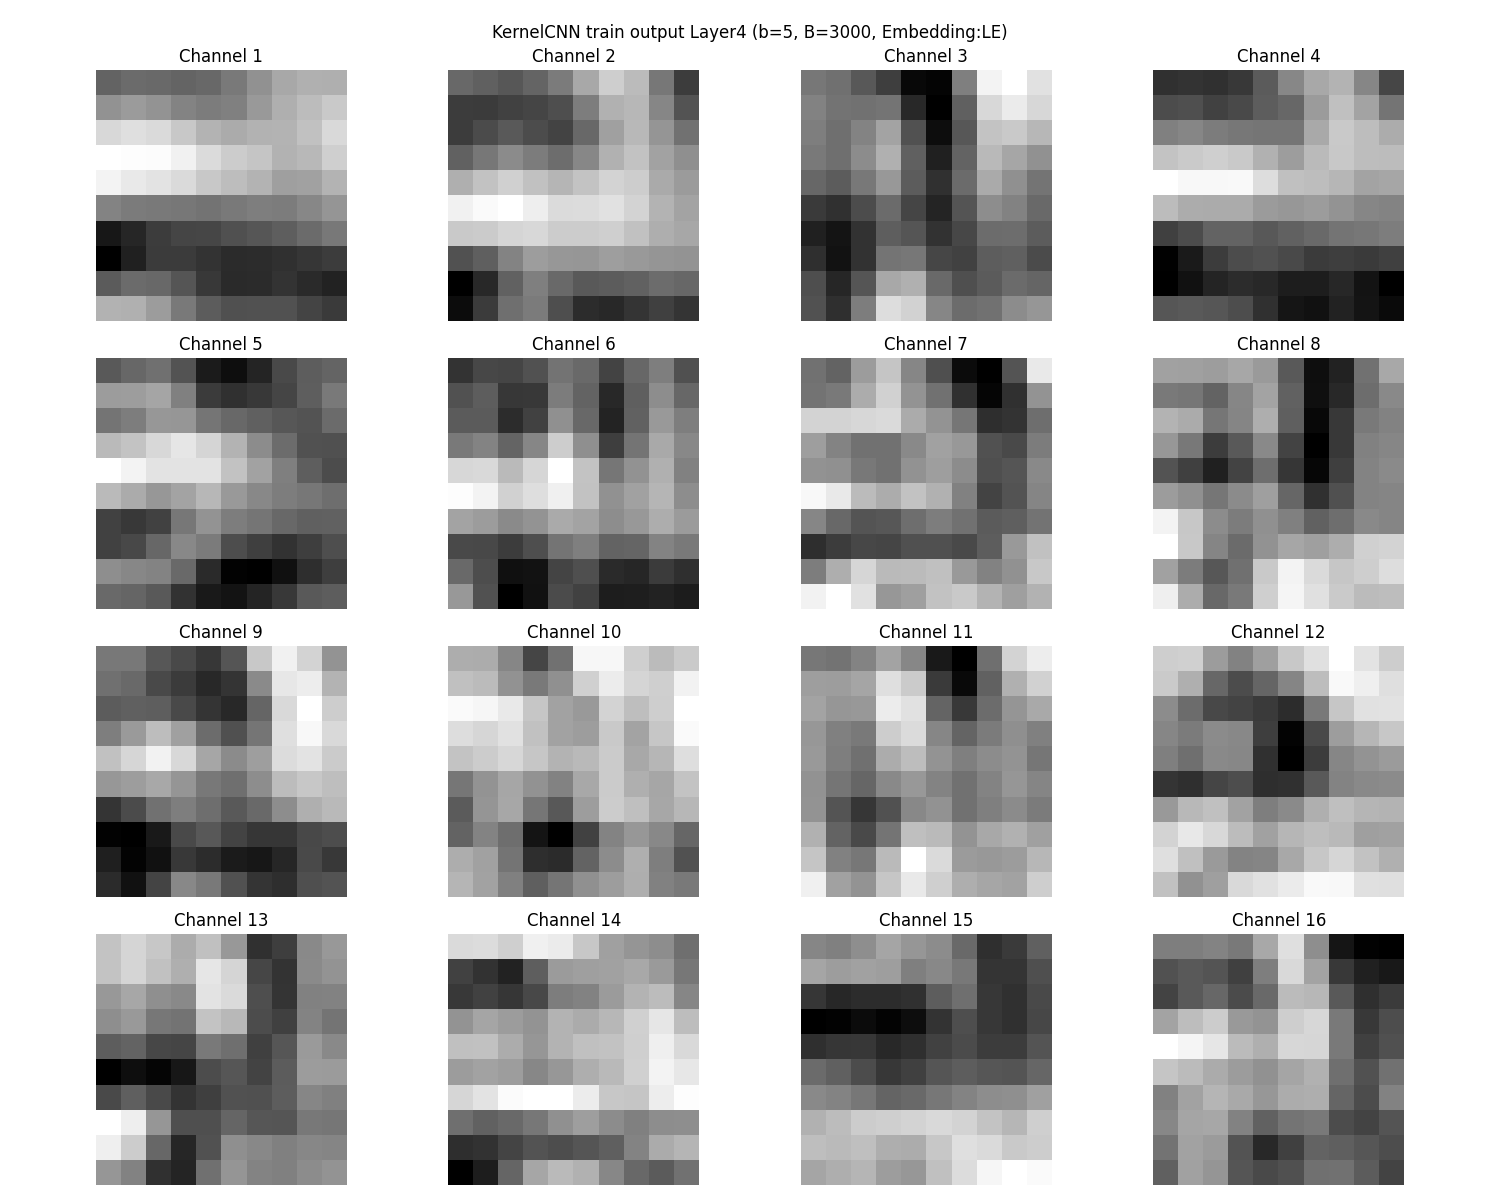 KernelCNN train output Layer4 (b=5, B=3000, Embedding:LE)
Channel 1
Channel 2
Channel 3
Channel 4
Channel 5
Channel 6
Channel 7
Channel 8
Channel 9
Channel 10
Channel 11
Channel 12
Channel 13
Channel 14
Channel 15
Channel 16